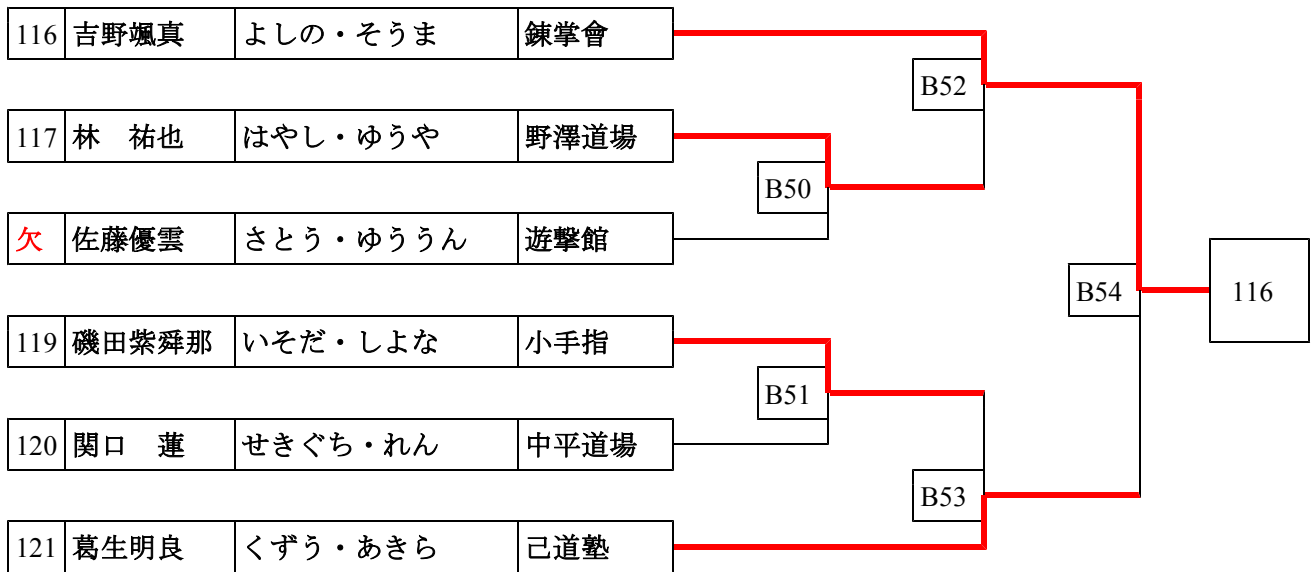 116 吉野颯真 よしの・そうま 錬掌會
B52
117 林　祐也 はやし・ゆうや 野澤道場
B50
欠 佐藤優雲 さとう・ゆううん 遊撃館
B54 116
119 磯田紫舜那 いそだ・しよな 小手指
B51
120 関口　蓮 せきぐち・れん 中平道場
B53
121 葛生明良 くずう・あきら 己道塾